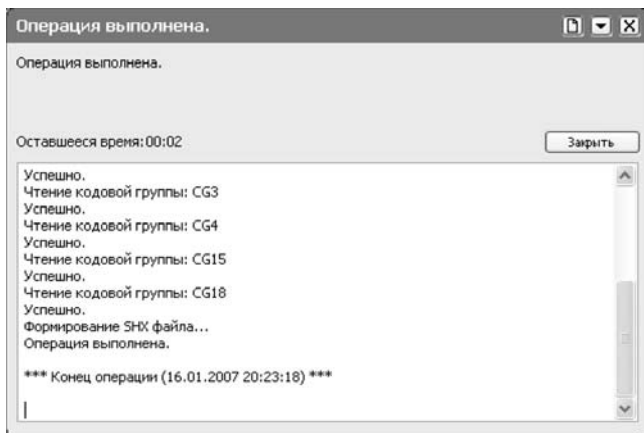 Операция выполнена.
Операция выполнена.
Оставшееся время:00:02
Закрыть
Успешно.
Чтение кодовой группы: CG3
Успешно.
Чтение кодовой группы: CG4
Успешно.
Чтение кодовой группы: CG15
Успешно.
Чтение кодовой группы: CG18
Успешно.
Формирование SHX файла...
Операция выполнена.
*** Конец операции (16.01.2007 20:23:18) ***